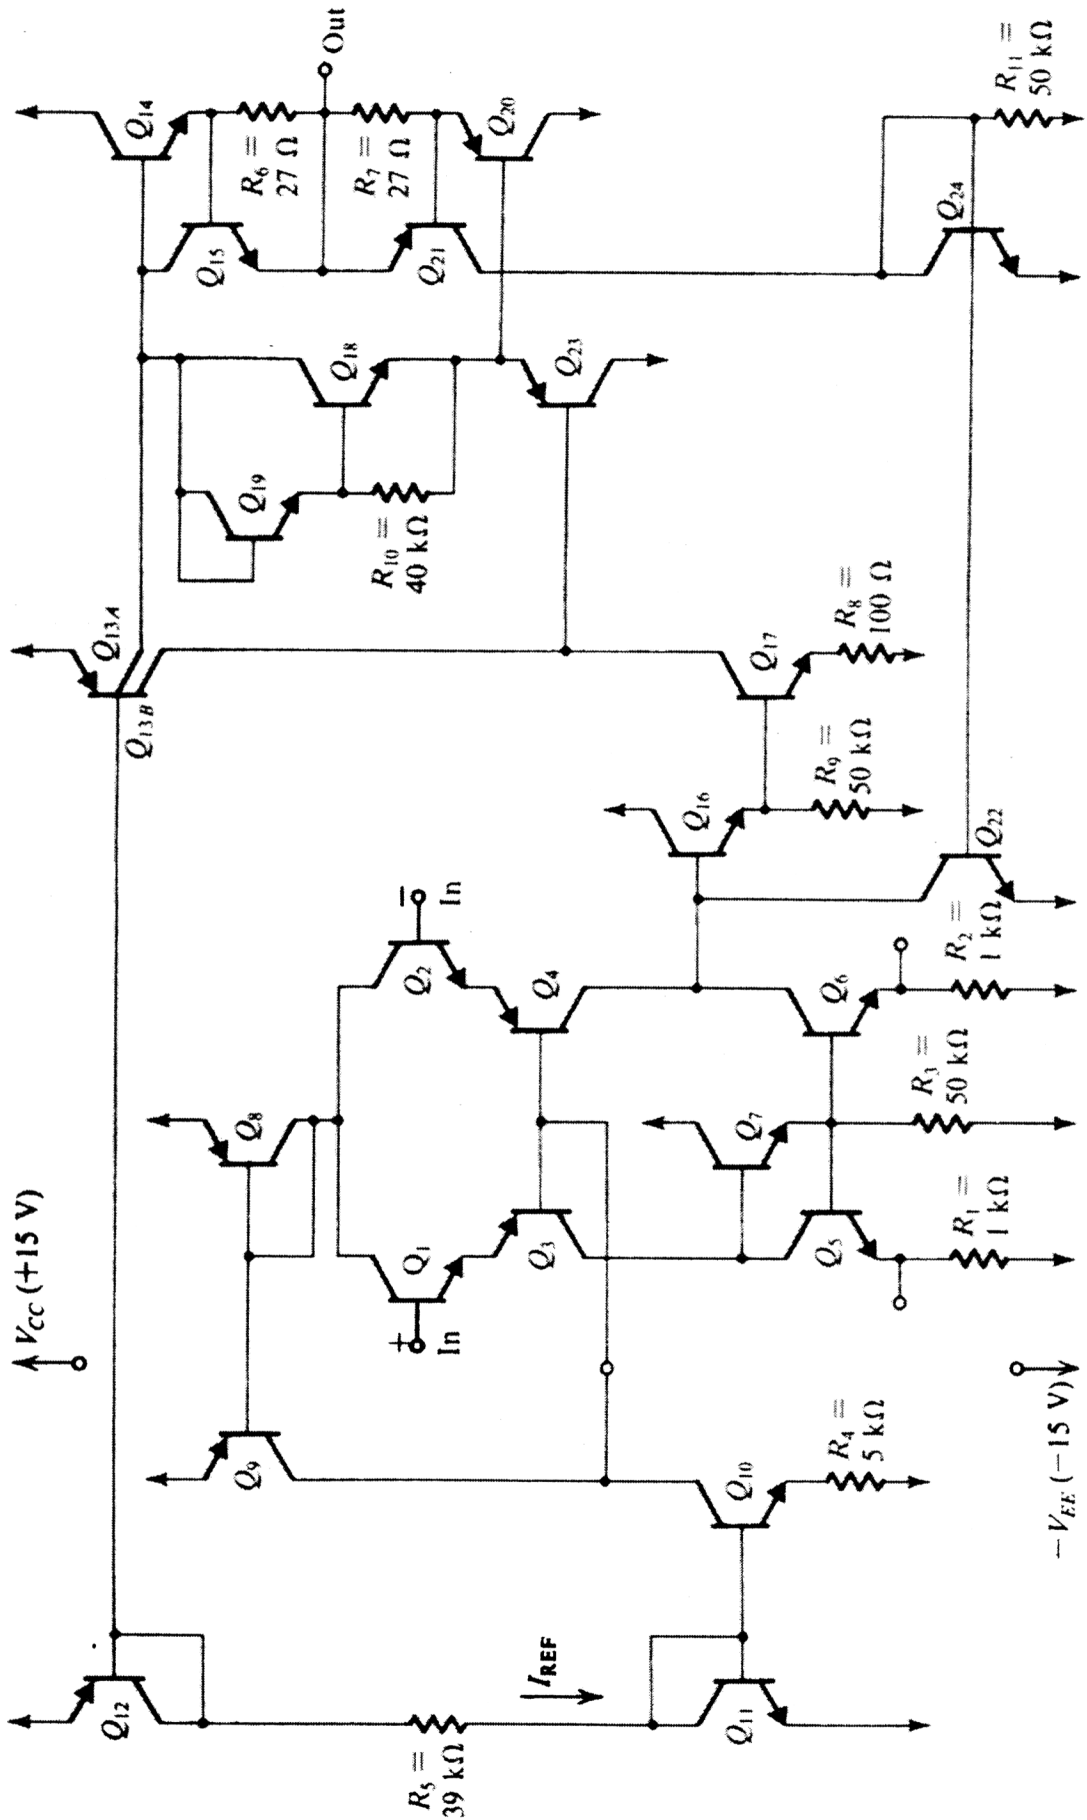 V_CC (+15 V)
Q_12
R_5 =
39 kΩ
I_REF
Q_11
Q_9
Q_10
R_4 =
5 kΩ
−V_EE (−15 V)
Q_8
+
In
Q_1
Q_2
−
In
Q_3
Q_4
Q_7
Q_5
Q_6
R_1 =
1 kΩ
R_3 =
50 kΩ
R_2 =
1 kΩ
Q_13B
Q_13A
Q_16
Q_17
R_9 =
50 kΩ
R_8 =
100 Ω
Q_22
Q_19
Q_18
R_10 =
40 kΩ
Q_23
Q_14
Q_15
R_6 =
27 Ω
Out
R_7 =
27 Ω
Q_21
Q_20
Q_24
R_11 =
50 kΩ